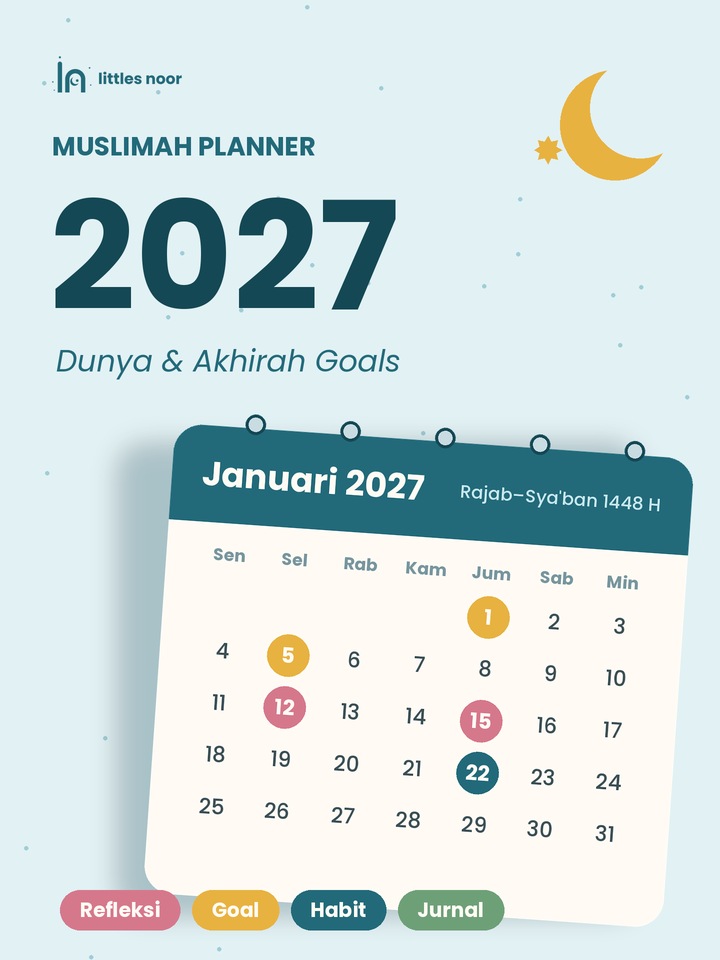 ln littles noor
MUSLIMAH PLANNER
2027
Dunya & Akhirah Goals
Januari 2027 Rajab–Sya'ban 1448 H
Sen Sel Rab Kam Jum Sab Min
1 2 3
4 5 6 7 8 9 10
11 12 13 14 15 16 17
18 19 20 21 22 23 24
25 26 27 28 29 30 31
Refleksi Goal Habit Jurnal